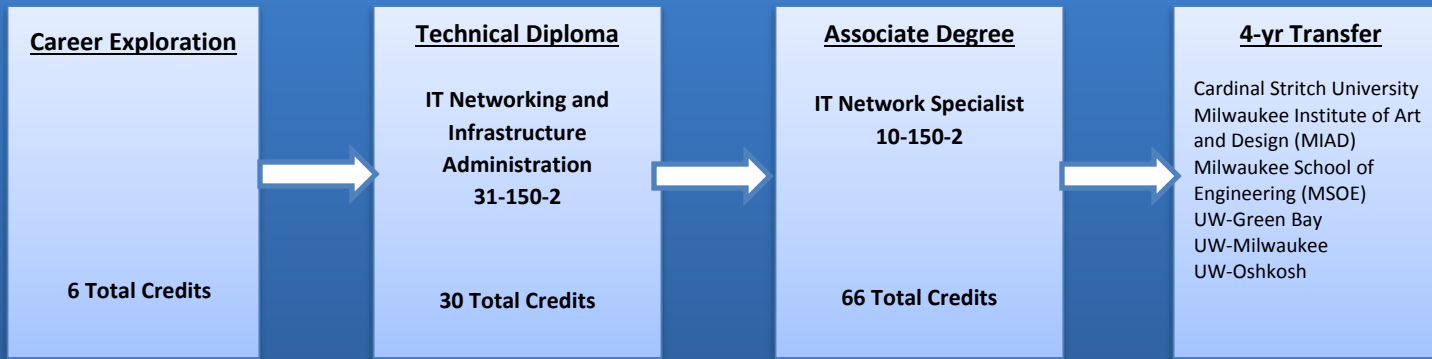 Career Exploration
6 Total Credits
Technical Diploma
IT Networking and
Infrastructure
Administration
31-150-2
30 Total Credits
Associate Degree
IT Network Specialist
10-150-2
66 Total Credits
4-yr Transfer
Cardinal Stritch University
Milwaukee Institute of Art
and Design (MIAD)
Milwaukee School of
Engineering (MSOE)
UW-Green Bay
UW-Milwaukee
UW-Oshkosh